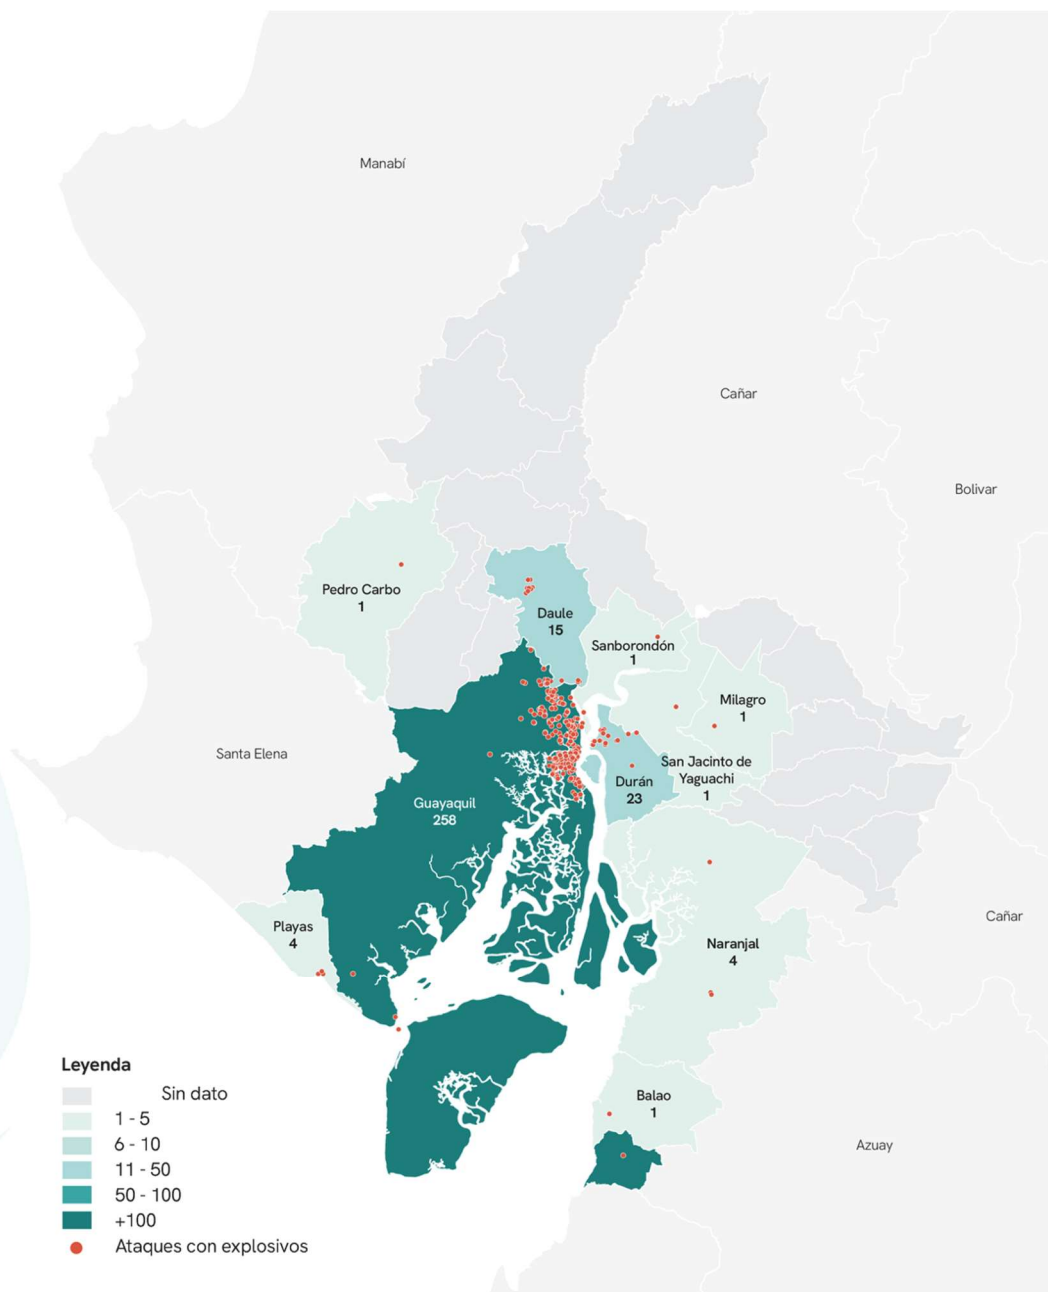 Manabí
Cañar
Bolivar
Pedro Carbo
1
Daule
15
Sanborondón
1
Milagro
1
Santa Elena
San Jacinto de
Yaguachi
1
Durán
23
Guayaquil
258
Cañar
Playas
4
Naranjal
4
Balao
1
Azuay
Leyenda
Sin dato
1 - 5
6 - 10
11 - 50
50 - 100
+100
Ataques con explosivos